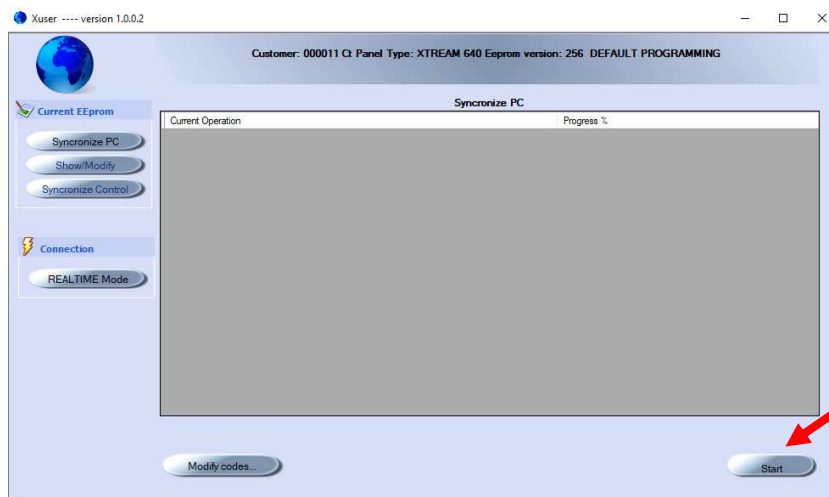 Xuser ---- version 1.0.0.2
Customer: 000011 Ct Panel Type: XTREAM 640 Eeprom version: 256 DEFAULT PROGRAMMING
Current EEprom
Syncronize PC
Show/Modify
Syncronize Control
Connection
REALTIME Mode
Syncronize PC
Current Operation Progress %
Modify codes...
Start